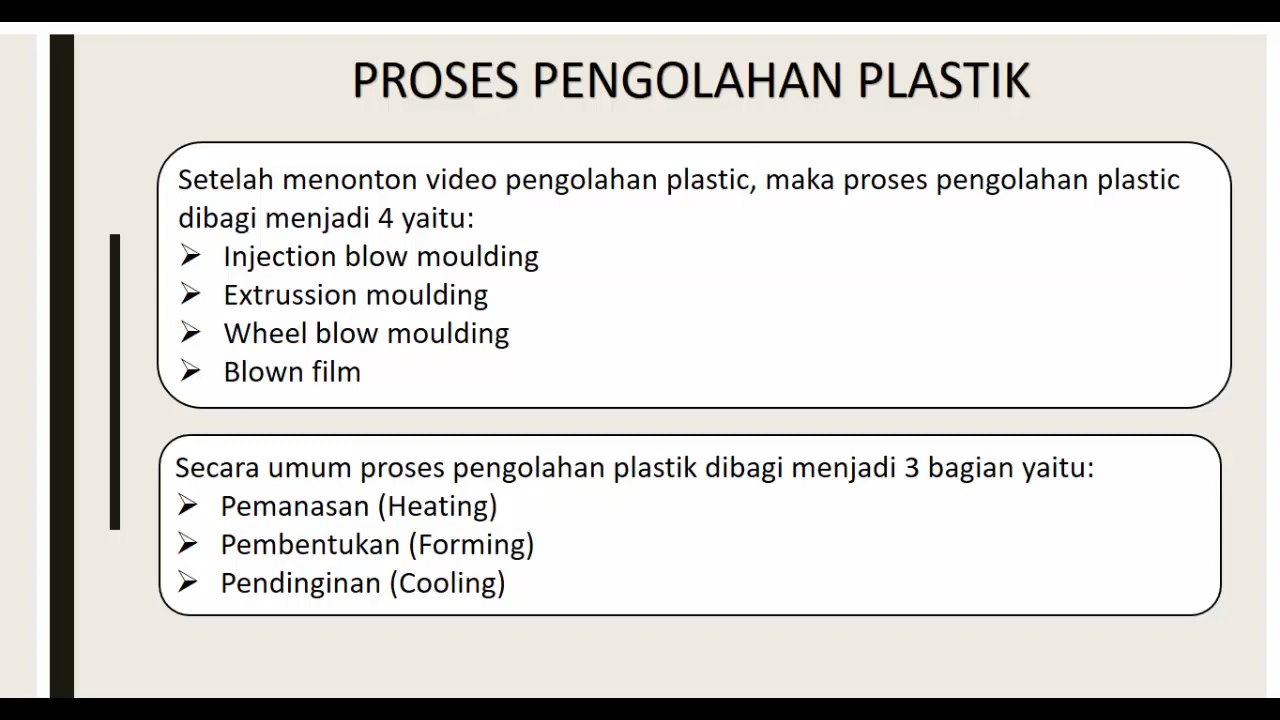 PROSES PENGOLAHAN PLASTIK
Setelah menonton video pengolahan plastic, maka proses pengolahan plastic
dibagi menjadi 4 yaitu:
Injection blow moulding
Extrussion moulding
Wheel blow moulding
Blown film
Secara umum proses pengolahan plastik dibagi menjadi 3 bagian yaitu:
Pemanasan (Heating)
Pembentukan (Forming)
Pendinginan (Cooling)